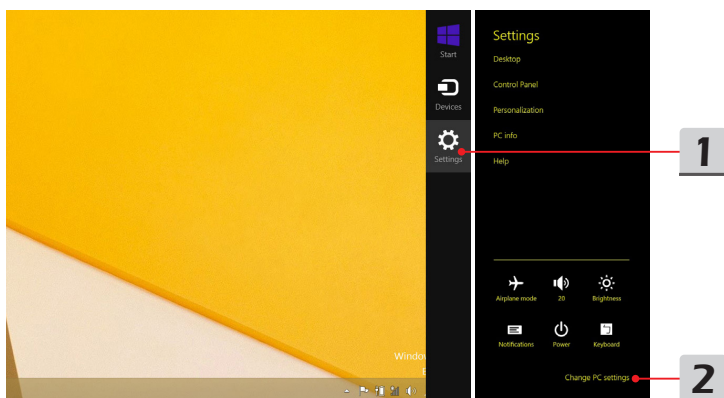 Start
Devices
Settings
Settings
Desktop
Control Panel
Personalization
PC info
Help
Airplane mode
20
Brightness
Notifications
Power
Keyboard
Change PC settings
1
2